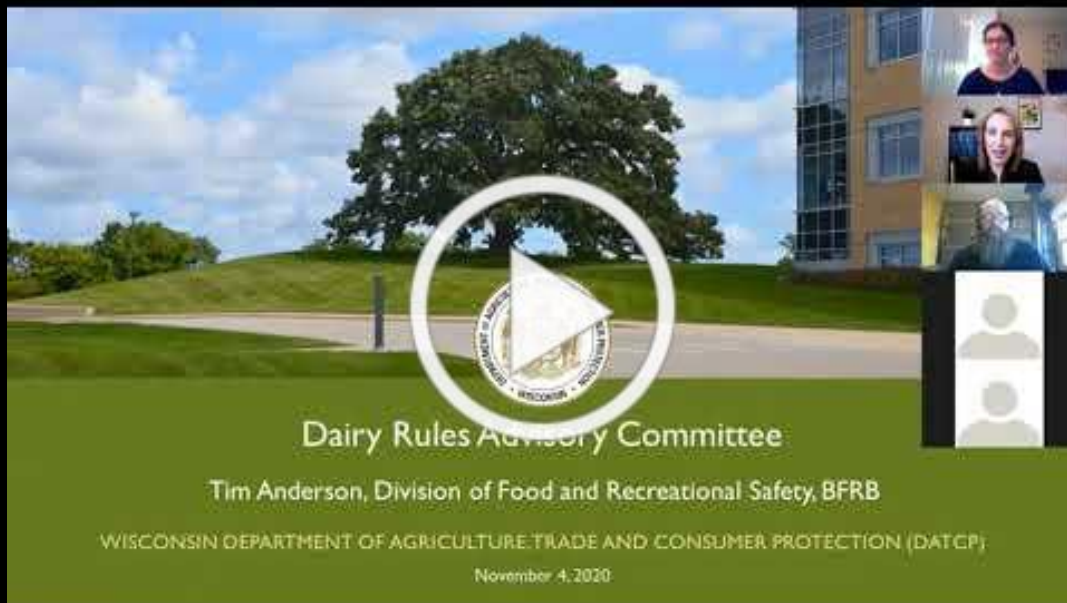 Dairy Rules Advisory Committee
Tim Anderson, Division of Food and Recreational Safety, BFRB
WISCONSIN DEPARTMENT OF AGRICULTURE, TRADE AND CONSUMER PROTECTION (DATCP)
November 4, 2020